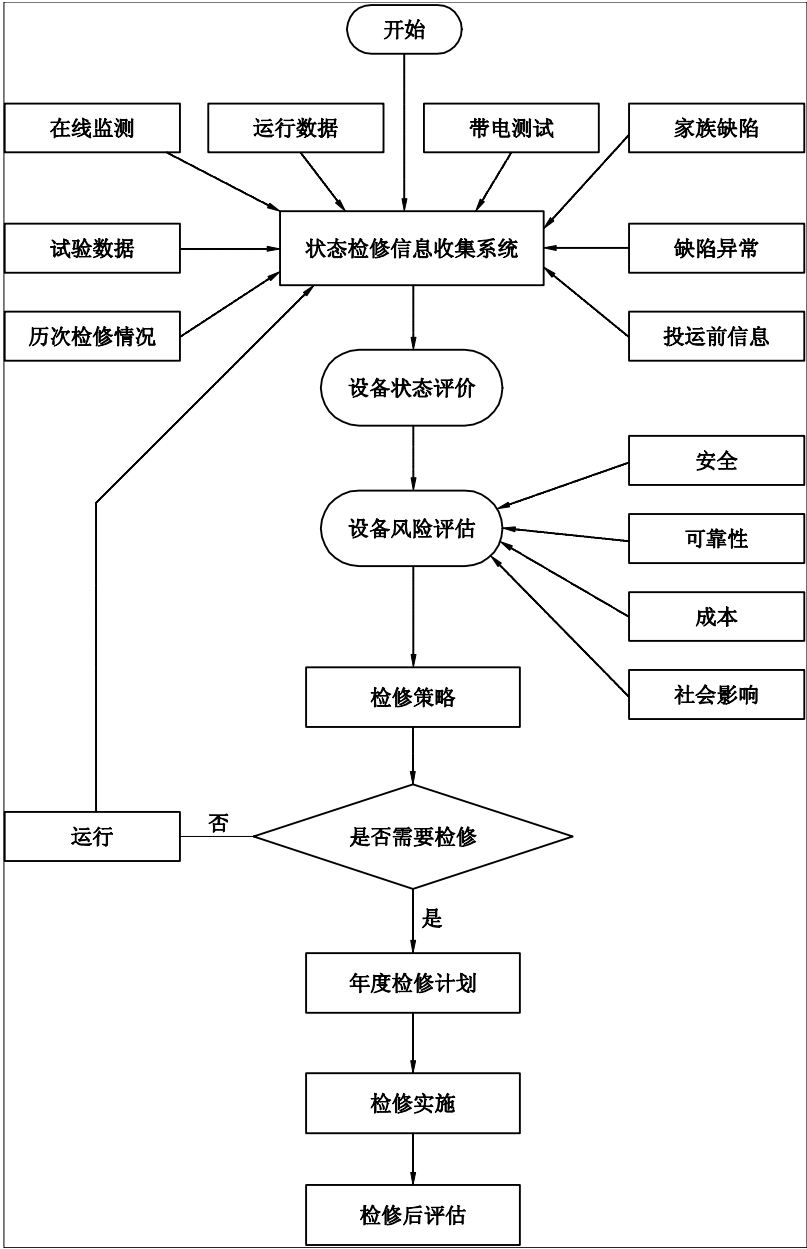 开始
在线监测
运行数据
带电测试
家族缺陷
试验数据
状态检修信息收集系统
缺陷异常
历次检修情况
投运前信息
设备状态评价
安全
设备风险评估
可靠性
成本
检修策略
社会影响
否
运行
是否需要检修
是
年度检修计划
检修实施
检修后评估